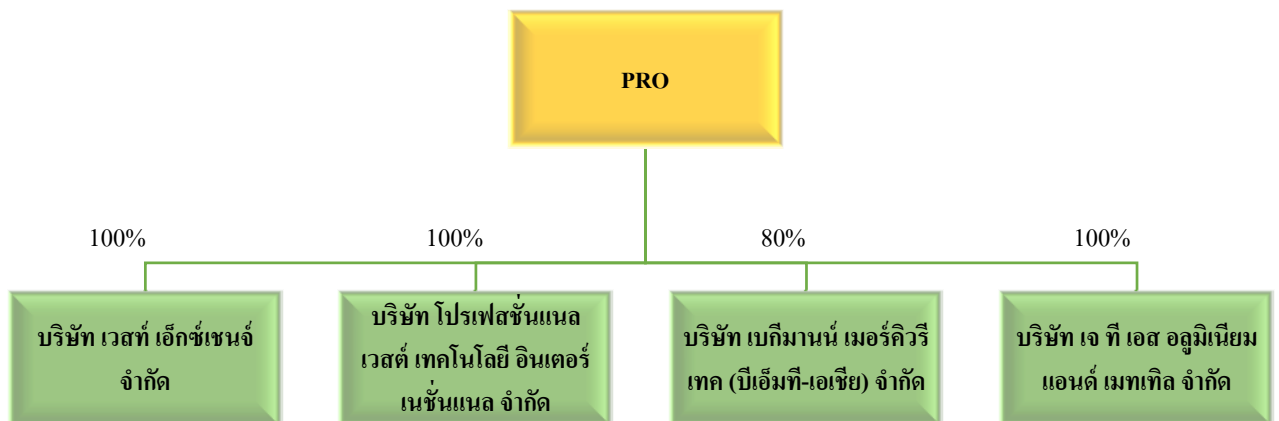 PRO
100%
100%
80%
100%
บริษัท เวสท์ เอ็กซ์เชนจ์
จำกัด
บริษัท โปรเฟสชั่นแนล
เวสต์ เทคโนโลยี อินเตอร์
เนชั่นแนล จำกัด
บริษัท เบกีมานน์ เมอร์คิวรี
เทค (บีเอ็มที-เอเชีย) จำกัด
บริษัท เจ ที เอส อลูมิเนียม
แอนด์ เมทเทิล จำกัด